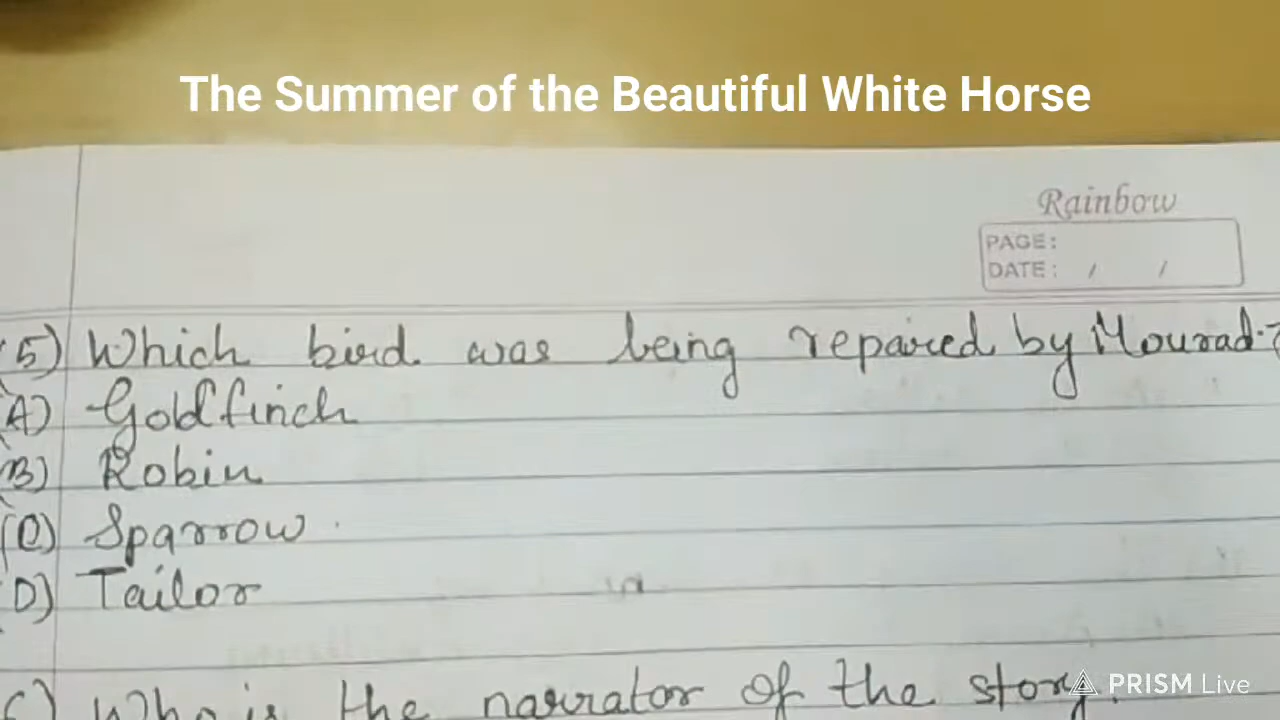 The Summer of the Beautiful White Horse
Rainbow
PAGE:
DATE: / /
(5) Which bird was being repaired by Mourad.?
(A) Goldfinch
(B) Robin
(C) Sparrow.
(D) Tailor
Who is the narrator of the story.
PRISM Live